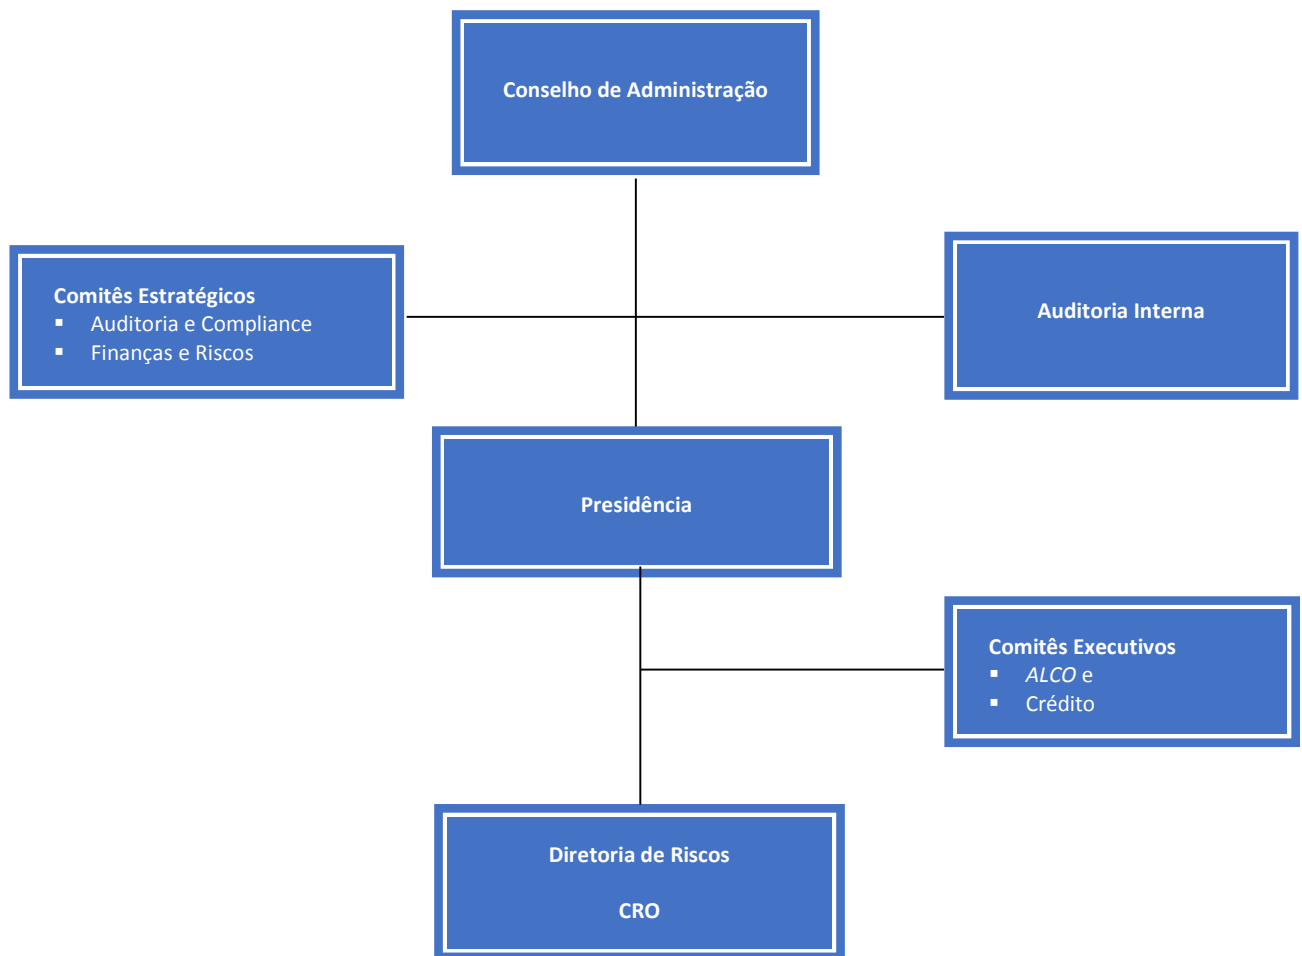 Conselho de Administração
Comitês Estratégicos
▪ Auditoria e Compliance
▪ Finanças e Riscos
Auditoria Interna
Presidência
Comitês Executivos
▪ ALCO e
▪ Crédito
Diretoria de Riscos
CRO